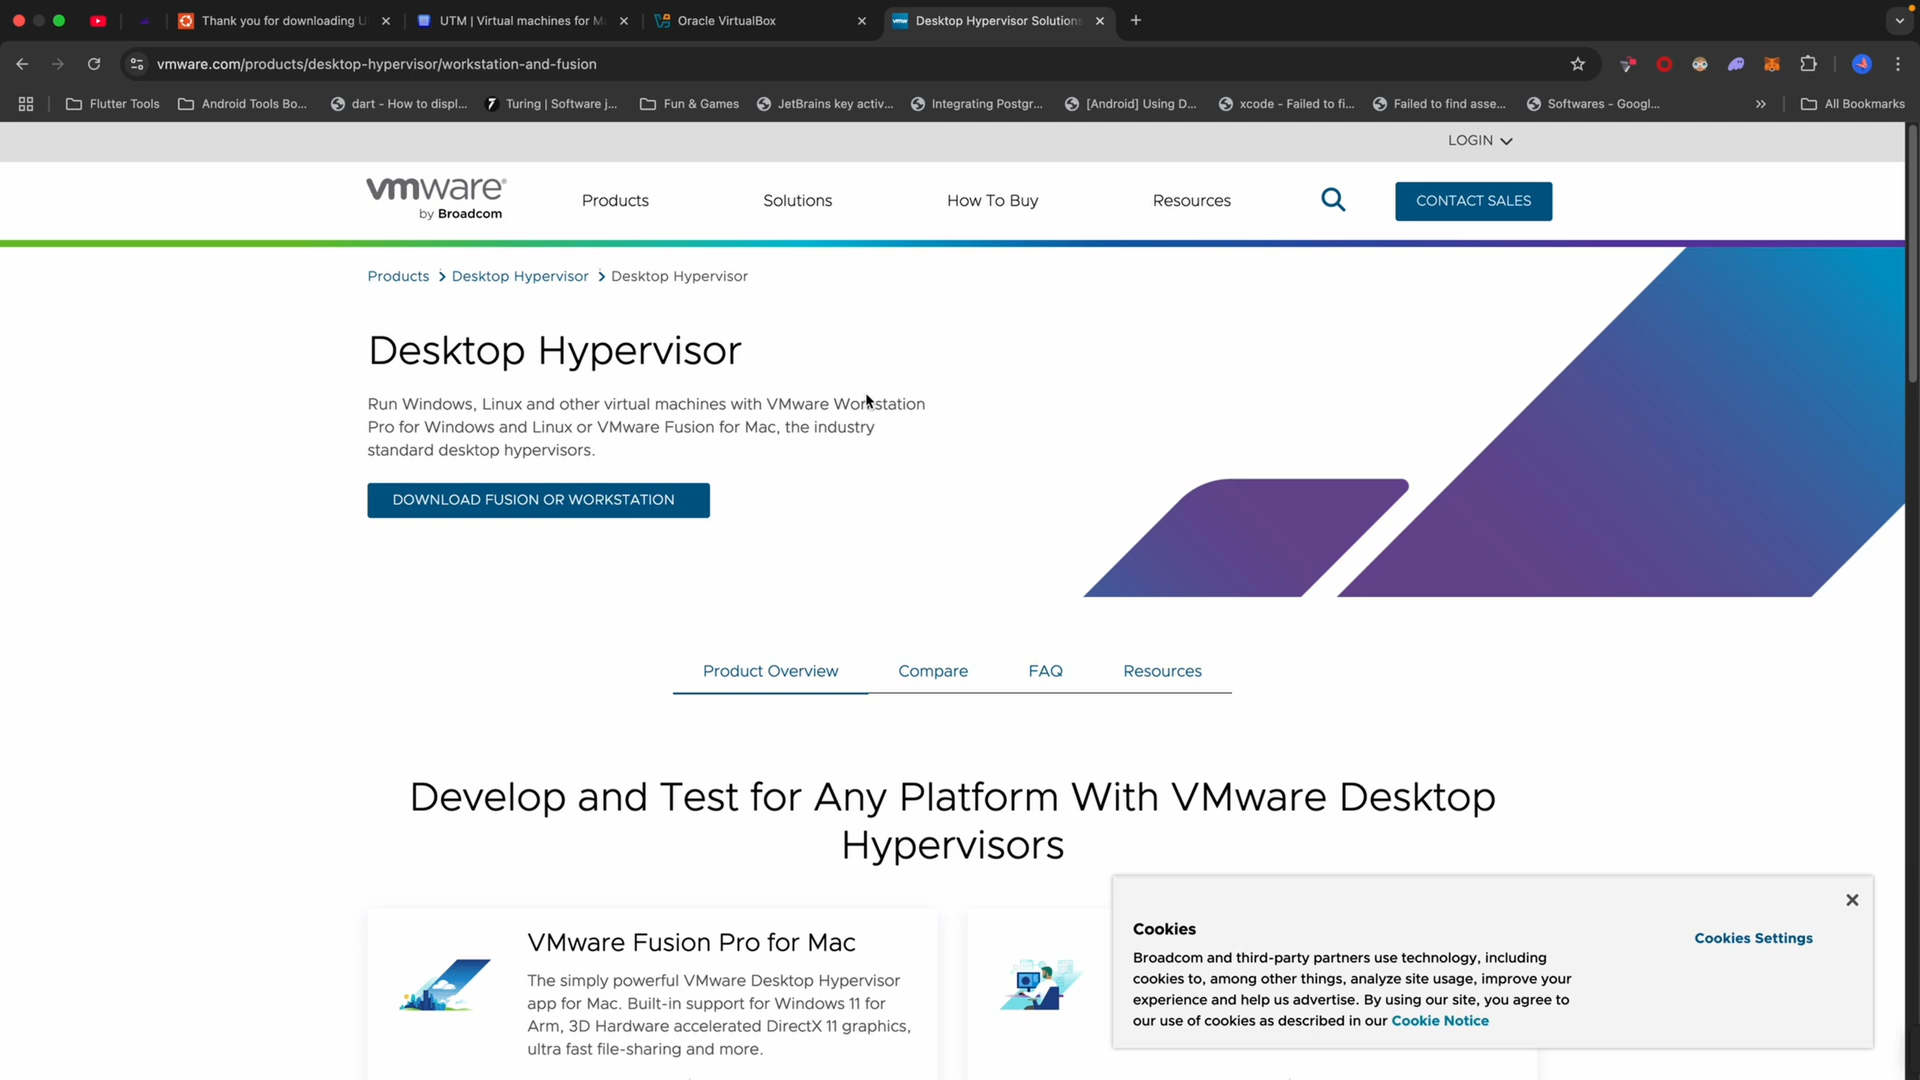 Thank you for downloading U
UTM | Virtual machines for M
Oracle VirtualBox
vmw
Desktop Hypervisor Solutions
vmware.com/products/desktop-hypervisor/workstation-and-fusion
Flutter Tools
Android Tools Bo...
dart - How to displ...
Turing | Software j...
Fun & Games
JetBrains key activ...
Integrating Postgr...
[Android] Using D...
xcode - Failed to fi...
Failed to find asse...
Softwares - Googl...
All Bookmarks
LOGIN
vmware®
by Broadcom
Products
Solutions
How To Buy
Resources
CONTACT SALES
Products > Desktop Hypervisor > Desktop Hypervisor
Desktop Hypervisor
Run Windows, Linux and other virtual machines with VMware Workstation
Pro for Windows and Linux or VMware Fusion for Mac, the industry
standard desktop hypervisors.
DOWNLOAD FUSION OR WORKSTATION
Product Overview
Compare
FAQ
Resources
Develop and Test for Any Platform With VMware Desktop
Hypervisors
VMware Fusion Pro for Mac
The simply powerful VMware Desktop Hypervisor
app for Mac. Built-in support for Windows 11 for
Arm, 3D Hardware accelerated DirectX 11 graphics,
ultra fast file-sharing and more.
Cookies
Broadcom and third-party partners use technology, including
cookies to, among other things, analyze site usage, improve your
experience and help us advertise. By using our site, you agree to
our use of cookies as described in our Cookie Notice
Cookies Settings